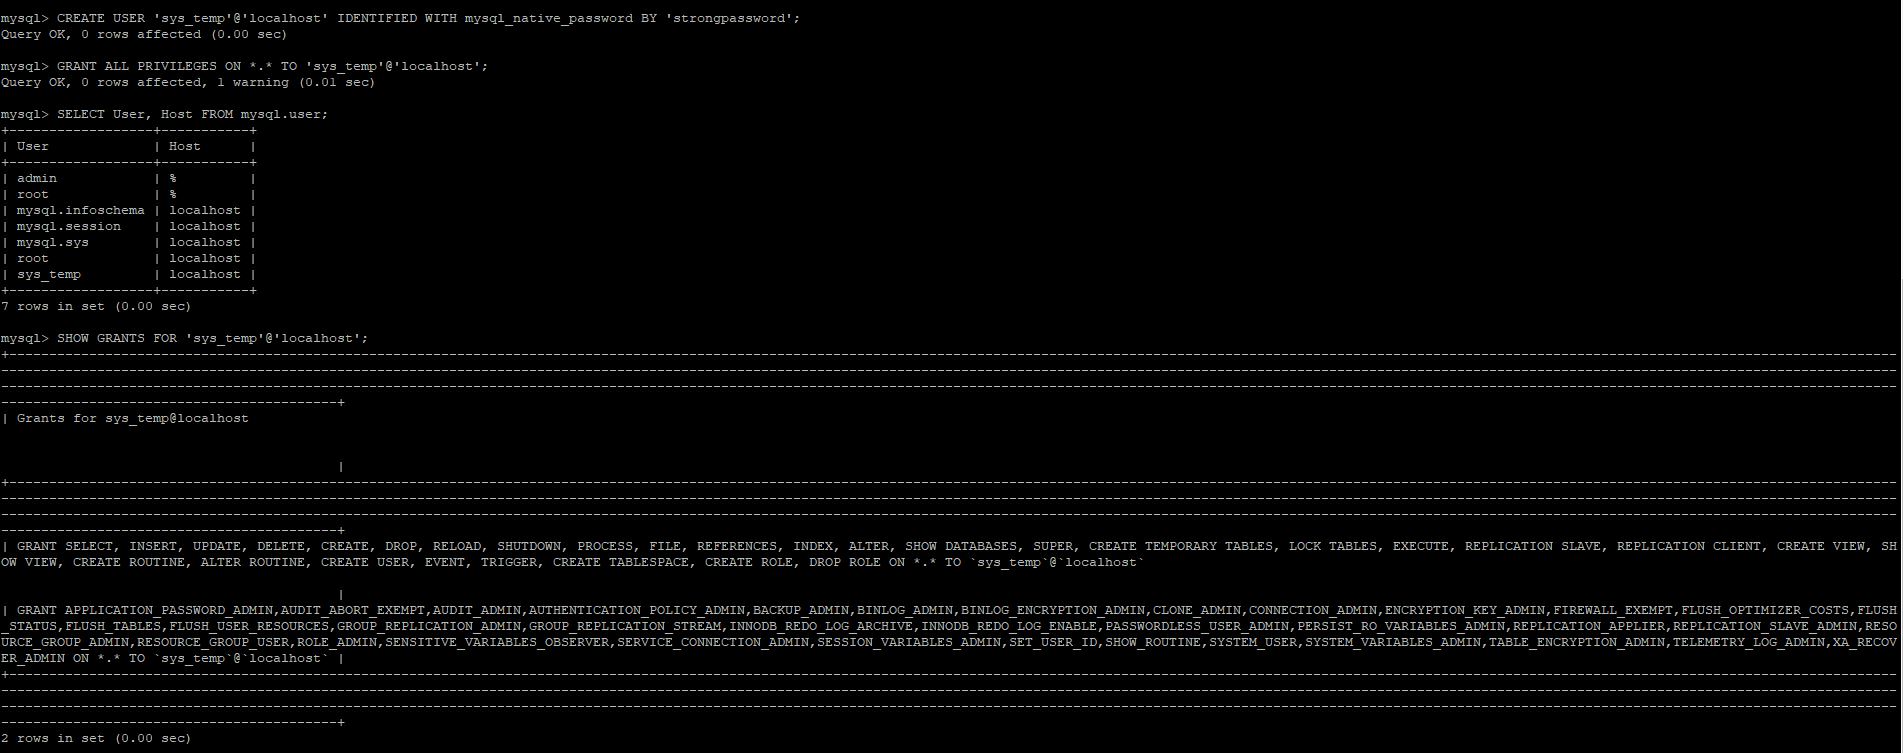 mysql> CREATE USER 'sys_temp'@'localhost' IDENTIFIED WITH mysql_native_password BY 'strongpassword';
Query OK, 0 rows affected (0.00 sec)

mysql> GRANT ALL PRIVILEGES ON *.* TO 'sys_temp'@'localhost';
Query OK, 0 rows affected, 1 warning (0.01 sec)

mysql> SELECT User, Host FROM mysql.user;
+------------------+-----------+
| User             | Host      |
+------------------+-----------+
| admin            | %         |
| root             | %         |
| mysql.infoschema | localhost |
| mysql.session    | localhost |
| mysql.sys        | localhost |
| root             | localhost |
| sys_temp         | localhost |
+------------------+-----------+
7 rows in set (0.00 sec)

mysql> SHOW GRANTS FOR 'sys_temp'@'localhost';
| Grants for sys_temp@localhost
|
| GRANT SELECT, INSERT, UPDATE, DELETE, CREATE, DROP, RELOAD, SHUTDOWN, PROCESS, FILE, REFERENCES, INDEX, ALTER, SHOW DATABASES, SUPER, CREATE TEMPORARY TABLES, LOCK TABLES, EXECUTE, REPLICATION SLAVE, REPLICATION CLIENT, CREATE VIEW, SH
OW VIEW, CREATE ROUTINE, ALTER ROUTINE, CREATE USER, EVENT, TRIGGER, CREATE TABLESPACE, CREATE ROLE, DROP ROLE ON *.* TO `sys_temp`@`localhost`
|
| GRANT APPLICATION_PASSWORD_ADMIN,AUDIT_ABORT_EXEMPT,AUDIT_ADMIN,AUTHENTICATION_POLICY_ADMIN,BACKUP_ADMIN,BINLOG_ADMIN,BINLOG_ENCRYPTION_ADMIN,CLONE_ADMIN,CONNECTION_ADMIN,ENCRYPTION_KEY_ADMIN,FIREWALL_EXEMPT,FLUSH_OPTIMIZER_COSTS,FLUSH
_STATUS,FLUSH_TABLES,FLUSH_USER_RESOURCES,GROUP_REPLICATION_ADMIN,GROUP_REPLICATION_STREAM,INNODB_REDO_LOG_ARCHIVE,INNODB_REDO_LOG_ENABLE,PASSWORDLESS_USER_ADMIN,PERSIST_RO_VARIABLES_ADMIN,REPLICATION_APPLIER,REPLICATION_SLAVE_ADMIN,RESO
URCE_GROUP_ADMIN,RESOURCE_GROUP_USER,ROLE_ADMIN,SENSITIVE_VARIABLES_OBSERVER,SERVICE_CONNECTION_ADMIN,SESSION_VARIABLES_ADMIN,SET_USER_ID,SHOW_ROUTINE,SYSTEM_USER,SYSTEM_VARIABLES_ADMIN,TABLE_ENCRYPTION_ADMIN,TELEMETRY_LOG_ADMIN,XA_RECOV
ER_ADMIN ON *.* TO `sys_temp`@`localhost` |
2 rows in set (0.00 sec)